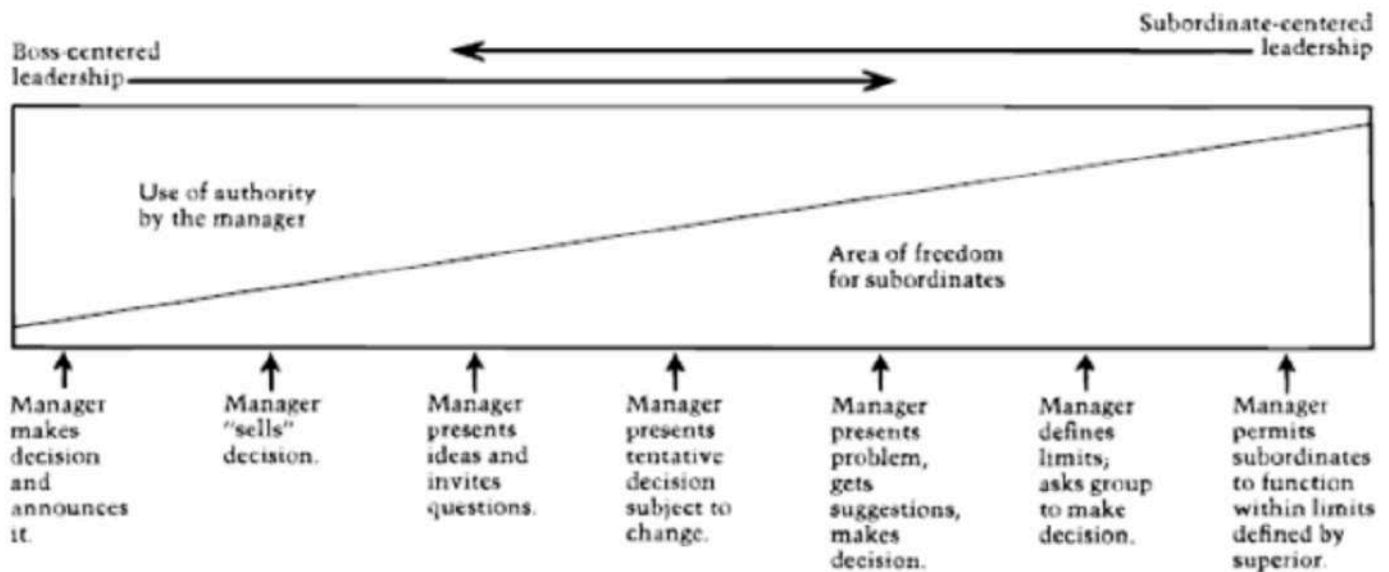 Boss-centered
leadership
Subordinate-centered
leadership
Use of authority
by the manager
Area of freedom
for subordinates
Manager
makes
decision
and
announces
it.
Manager
"sells"
decision.
Manager
presents
ideas and
invites
questions.
Manager
presents
tentative
decision
subject to
change.
Manager
presents
problem,
gets
suggestions,
makes
decision.
Manager
defines
limits;
asks group
to make
decision.
Manager
permits
subordinates
to function
within limits
defined by
superior.